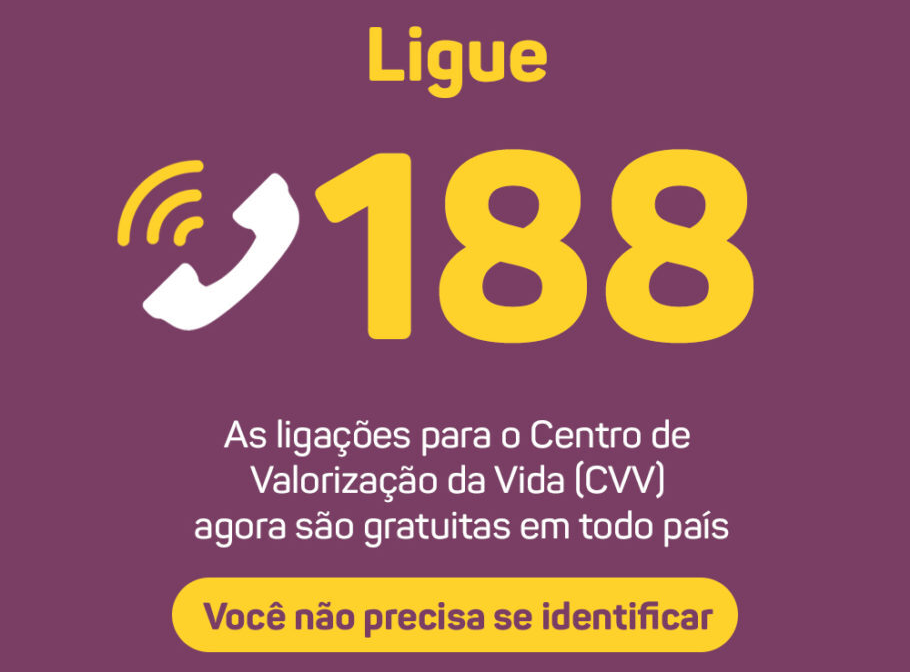 Ligue
188
As ligações para o Centro de
Valorização da Vida (CVV)
agora são gratuitas em todo país
Você não precisa se identificar